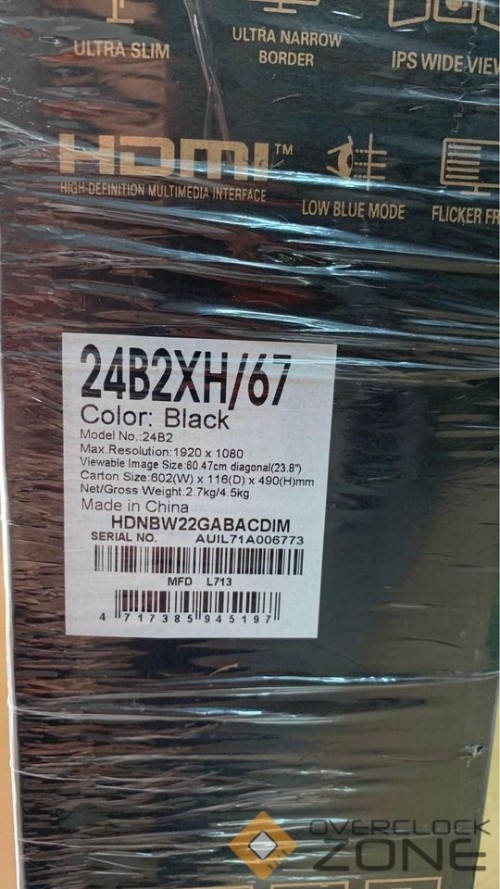 ULTRA SLIM
ULTRA NARROW
BORDER
IPS WIDE VIEW
HDMI™
HIGH-DEFINITION MULTIMEDIA INTERFACE
LOW BLUE MODE
FLICKER FR
24B2XH/67
Color: Black
Model No.:24B2
Max.Resolution:1920 x 1080
Viewable Image Size:60.47cm diagonal(23.8")
Carton Size:602(W) x 116(D) x 490(H)mm
Net/Gross Weight:2.7kg/4.5kg
Made in China
HDNBW22GABACDIM
SERIAL NO. AUIL71A006773
MFD L713
4 717385 945197
OVERCLOCK
ZONE